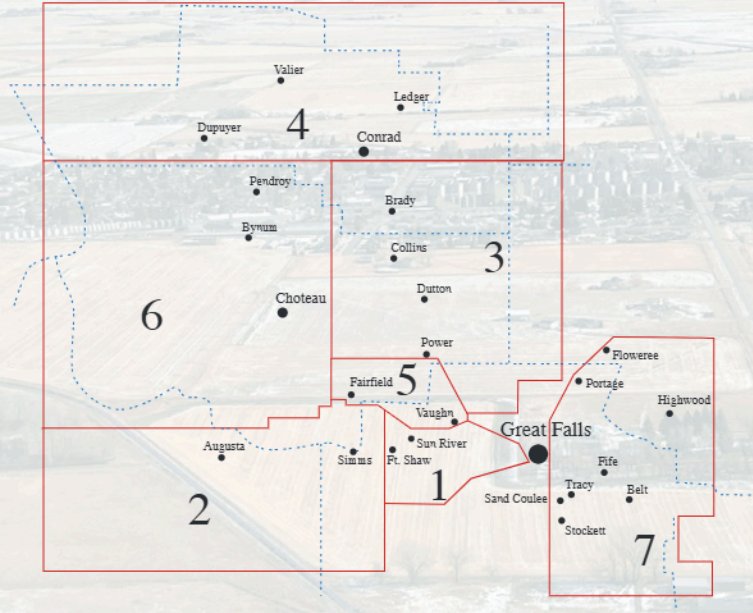 Valier
Ledger
Dupuyer
4
Conrad
Pendroy
Brady
Bynum
Collins
3
Dutton
Choteau
6
Power
Floweree
Fairfield
5
Portage
Highwood
Vaughn
Great Falls
Augusta
Simms
Sun River
Ft. Shaw
Fife
1
Tracy
Belt
Sand Coulee
2
Stockett
7